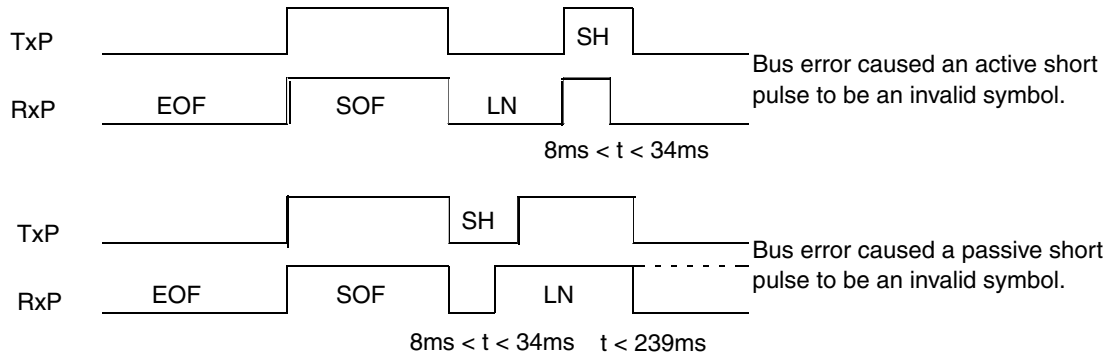 TxP
SH
Bus error caused an active short
pulse to be an invalid symbol.
RxP
EOF
SOF
LN
8ms < t < 34ms
TxP
SH
Bus error caused a passive short
pulse to be an invalid symbol.
RxP
EOF
SOF
LN
8ms < t < 34ms
t < 239ms